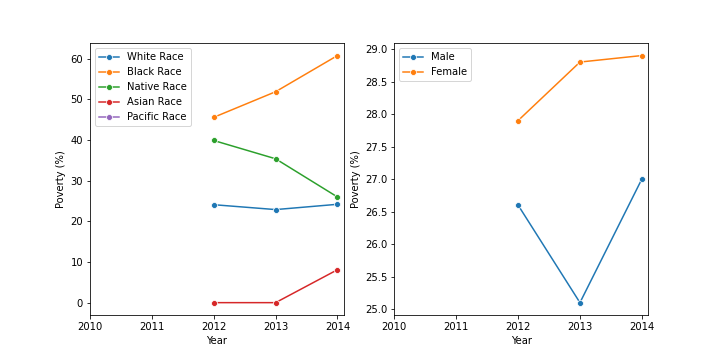 White Race
Black Race
Native Race
Asian Race
Pacific Race
60
50
40
30
20
10
0
Poverty (%)
2010 2011 2012 2013 2014
Year
Male
Female
29.0
28.5
28.0
27.5
27.0
26.5
26.0
25.5
25.0
Poverty (%)
2010 2011 2012 2013 2014
Year